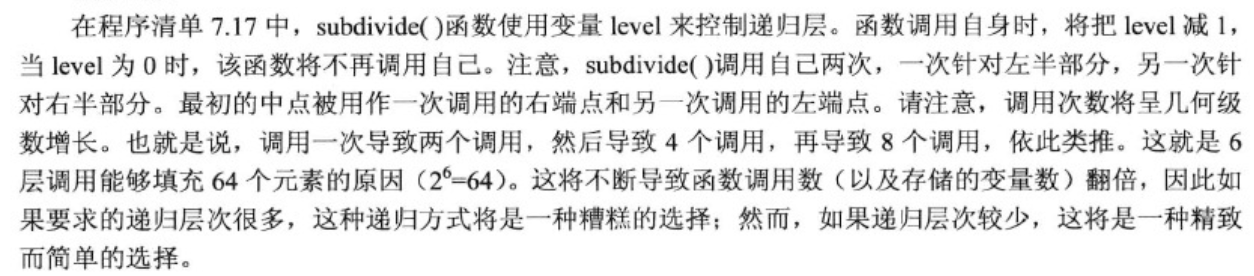 在程序清单 7.17 中，subdivide( )函数使用变量 level 来控制递归层。函数调用自身时，将把 level 减 1，
当 level 为 0 时，该函数将不再调用自己。注意，subdivide( )调用自己两次，一次针对左半部分，另一次针
对右半部分。最初的中点被用作一次调用的右端点和另一次调用的左端点。请注意，调用次数将呈几何级
数增长。也就是说，调用一次导致两个调用，然后导致 4 个调用，再导致 8 个调用，依此类推。这就是 6
层调用能够填充 64 个元素的原因（2⁶=64）。这将不断导致函数调用数（以及存储的变量数）翻倍，因此如
果要求的递归层次很多，这种递归方式将是一种糟糕的选择；然而，如果递归层次较少，这将是一种精致
而简单的选择。